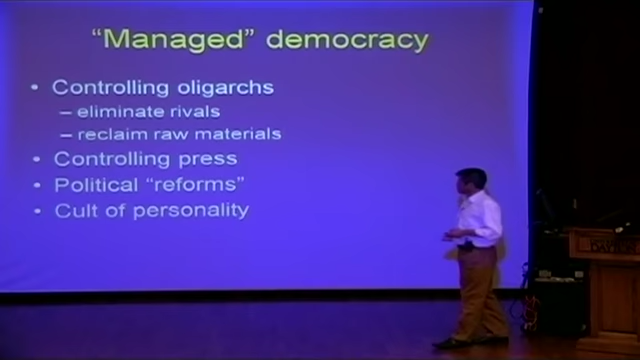 "Managed" democracy
• Controlling oligarchs
– eliminate rivals
– reclaim raw materials
• Controlling press
• Political "reforms"
• Cult of personality